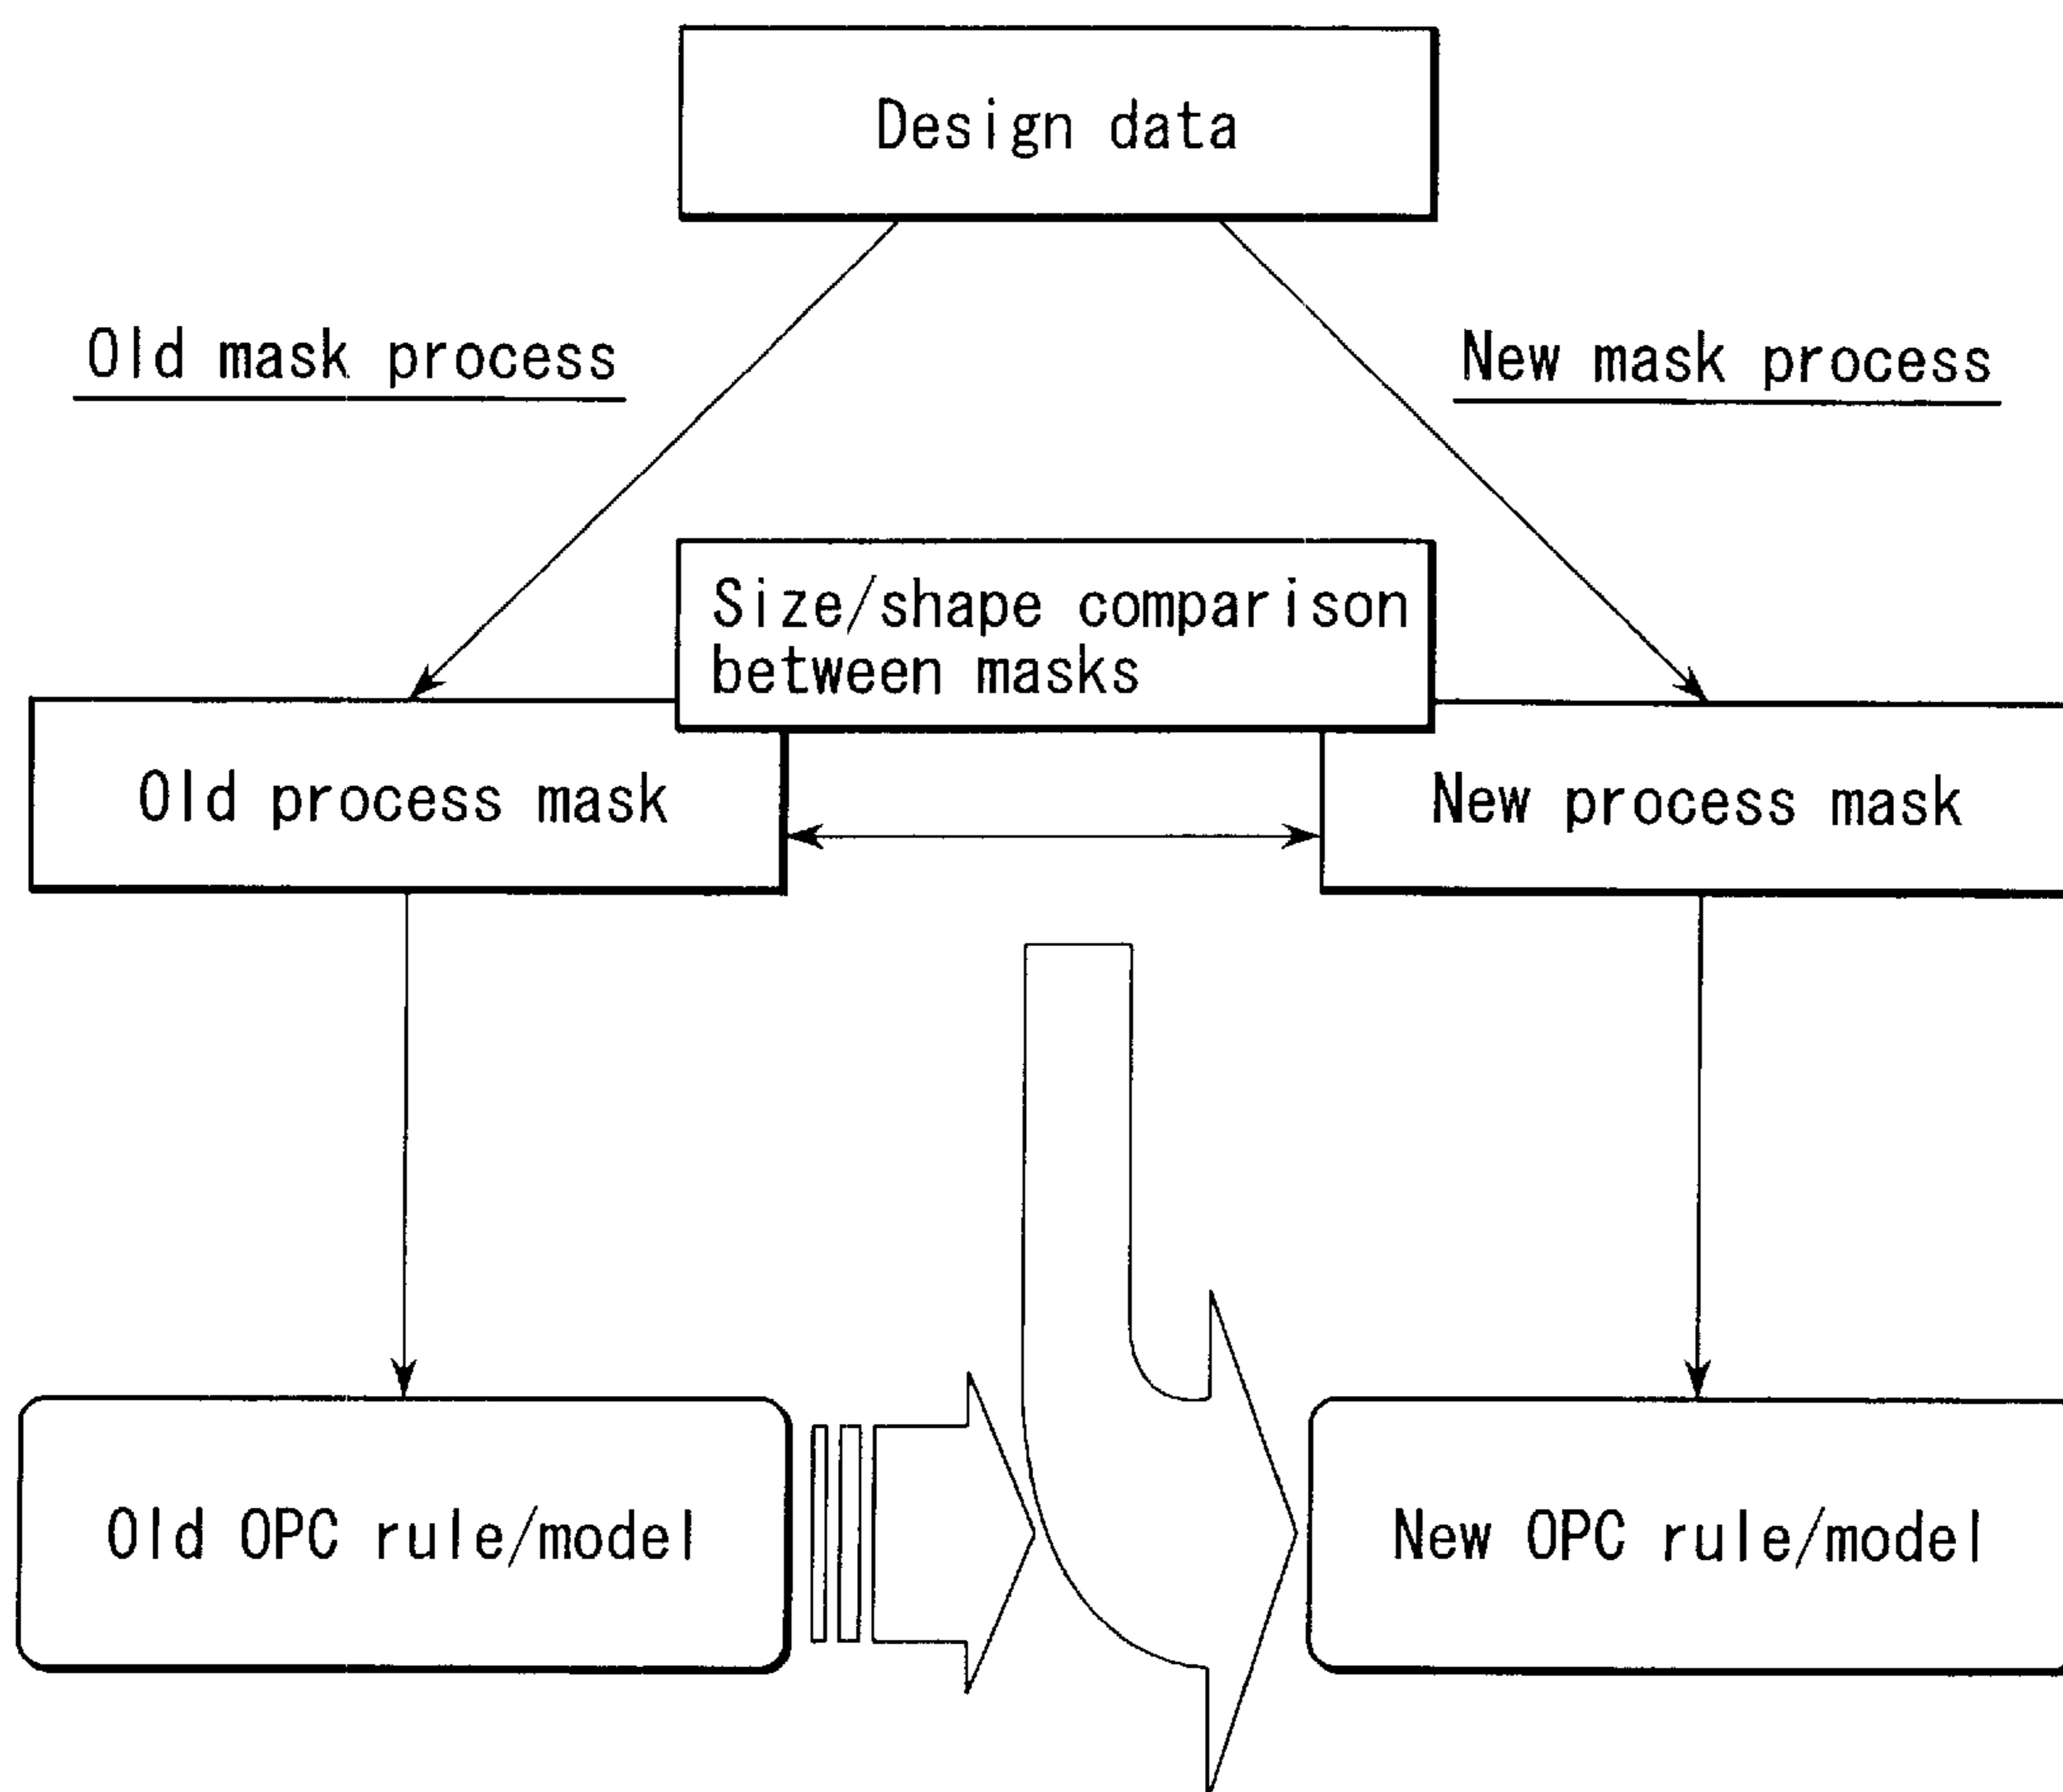 Design data
Old mask process
New mask process
Size/shape comparison
between masks
Old process mask
New process mask
Old OPC rule/model
New OPC rule/model